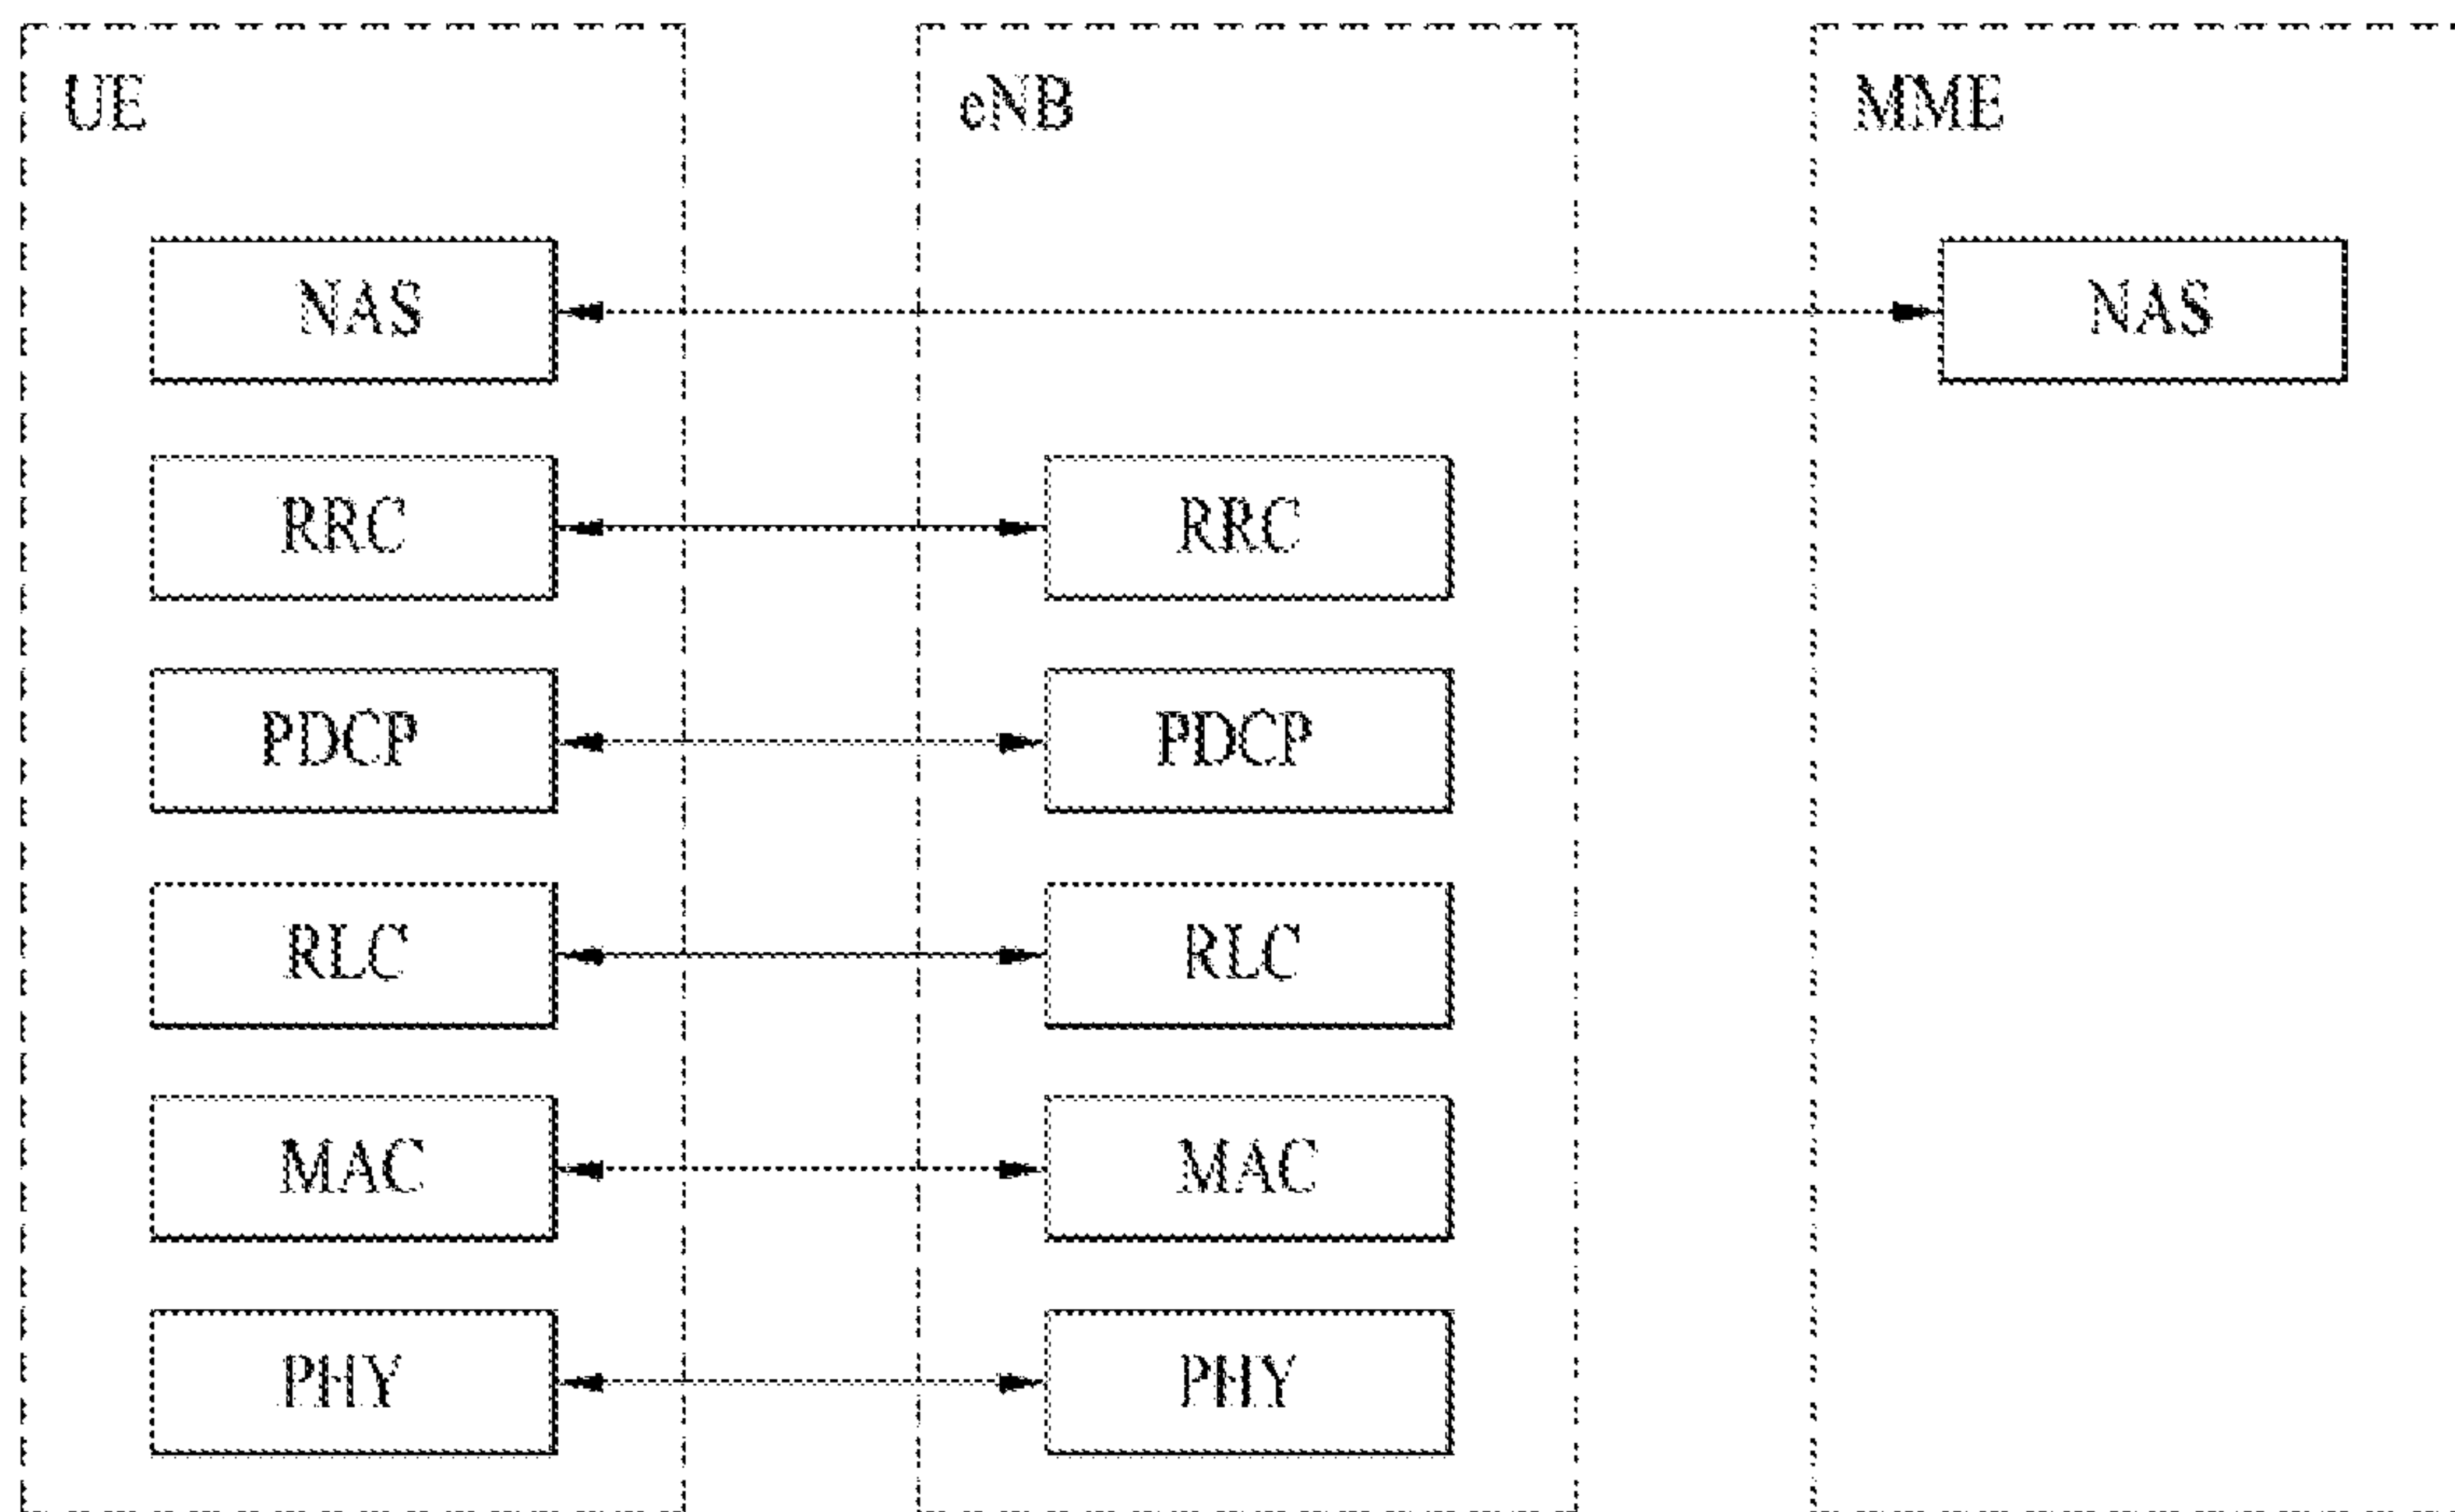 UE eNB MME
NAS NAS
RRC RRC
PDCP PDCP
RLC RLC
MAC MAC
PHY PHY